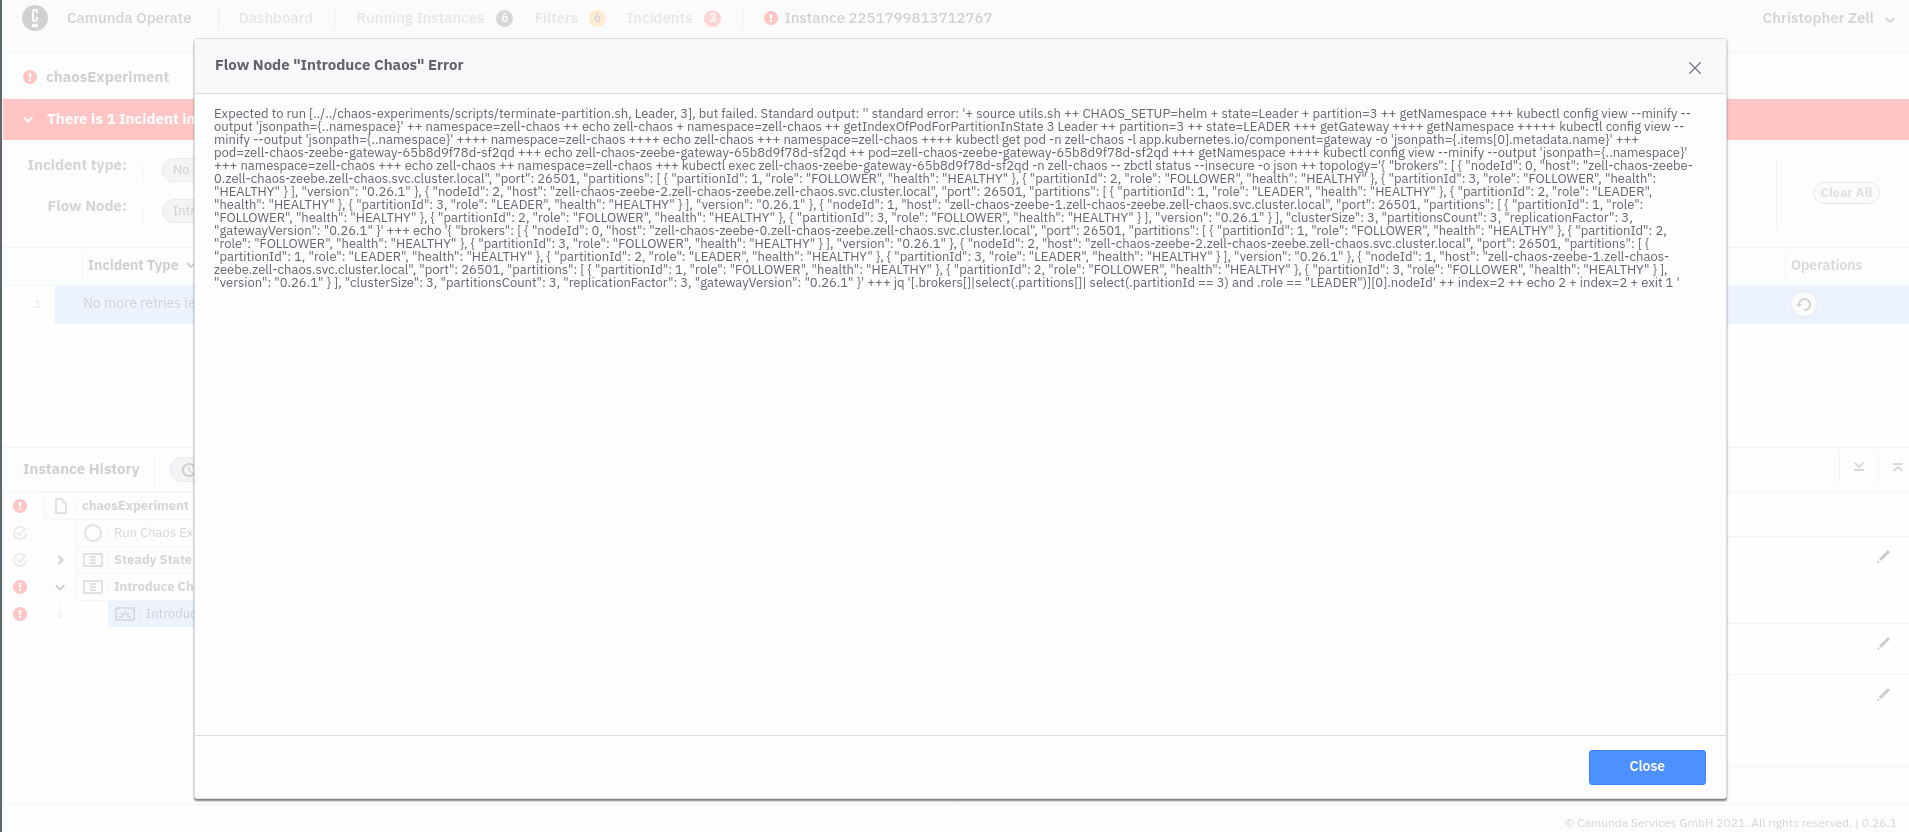 Camunda Operate Dashboard Running Instances 6 Filters 6 Incidents 3 Instance 2251799813712767 Christopher Zell
Flow Node "Introduce Chaos" Error
chaosExperiment
There is 1 Incident in
Incident type: No
Flow Node: Intr
Clear All
Incident Type
Operations
1 No more retries le
Expected to run [../../chaos-experiments/scripts/terminate-partition.sh, Leader, 3], but failed. Standard output: '' standard error: '+ source utils.sh ++ CHAOS_SETUP=helm + state=Leader + partition=3 ++ getNamespace +++ kubectl config view --minify --
output 'jsonpath={..namespace}' ++ namespace=zell-chaos ++ echo zell-chaos + namespace=zell-chaos ++ getIndexOfPodForPartitionInState 3 Leader ++ partition=3 ++ state=LEADER +++ getGateway ++++ getNamespace +++++ kubectl config view --
minify --output 'jsonpath={..namespace}' ++++ namespace=zell-chaos ++++ echo zell-chaos +++ namespace=zell-chaos ++++ kubectl get pod -n zell-chaos -l app.kubernetes.io/component=gateway -o 'jsonpath={.items[0].metadata.name}' +++
pod=zell-chaos-zeebe-gateway-65b8d9f78d-sf2qd +++ echo zell-chaos-zeebe-gateway-65b8d9f78d-sf2qd ++ pod=zell-chaos-zeebe-gateway-65b8d9f78d-sf2qd +++ getNamespace ++++ kubectl config view --minify --output 'jsonpath={..namespace}'
+++ namespace=zell-chaos +++ echo zell-chaos ++ namespace=zell-chaos +++ kubectl exec zell-chaos-zeebe-gateway-65b8d9f78d-sf2qd -n zell-chaos -- zbctl status --insecure -o json ++ topology='{ "brokers": [ { "nodeId": 0, "host": "zell-chaos-zeebe-
0.zell-chaos-zeebe.zell-chaos.svc.cluster.local", "port": 26501, "partitions": [ { "partitionId": 1, "role": "FOLLOWER", "health": "HEALTHY" }, { "partitionId": 2, "role": "FOLLOWER", "health": "HEALTHY" }, { "partitionId": 3, "role": "FOLLOWER", "health":
"HEALTHY" } ], "version": "0.26.1" }, { "nodeId": 2, "host": "zell-chaos-zeebe-2.zell-chaos-zeebe.zell-chaos.svc.cluster.local", "port": 26501, "partitions": [ { "partitionId": 1, "role": "LEADER", "health": "HEALTHY" }, { "partitionId": 2, "role": "LEADER",
"health": "HEALTHY" }, { "partitionId": 3, "role": "LEADER", "health": "HEALTHY" } ], "version": "0.26.1" }, { "nodeId": 1, "host": "zell-chaos-zeebe-1.zell-chaos-zeebe.zell-chaos.svc.cluster.local", "port": 26501, "partitions": [ { "partitionId": 1, "role":
"FOLLOWER", "health": "HEALTHY" }, { "partitionId": 2, "role": "FOLLOWER", "health": "HEALTHY" }, { "partitionId": 3, "role": "FOLLOWER", "health": "HEALTHY" } ], "version": "0.26.1" } ], "clusterSize": 3, "partitionsCount": 3, "replicationFactor": 3,
"gatewayVersion": "0.26.1" }' +++ echo '{ "brokers": [ { "nodeId": 0, "host": "zell-chaos-zeebe-0.zell-chaos-zeebe.zell-chaos.svc.cluster.local", "port": 26501, "partitions": [ { "partitionId": 1, "role": "FOLLOWER", "health": "HEALTHY" }, { "partitionId": 2,
"role": "FOLLOWER", "health": "HEALTHY" }, { "partitionId": 3, "role": "FOLLOWER", "health": "HEALTHY" } ], "version": "0.26.1" }, { "nodeId": 2, "host": "zell-chaos-zeebe-2.zell-chaos-zeebe.zell-chaos.svc.cluster.local", "port": 26501, "partitions": [ {
"partitionId": 1, "role": "LEADER", "health": "HEALTHY" }, { "partitionId": 2, "role": "LEADER", "health": "HEALTHY" }, { "partitionId": 3, "role": "LEADER", "health": "HEALTHY" } ], "version": "0.26.1" }, { "nodeId": 1, "host": "zell-chaos-zeebe-1.zell-chaos-
zeebe.zell-chaos.svc.cluster.local", "port": 26501, "partitions": [ { "partitionId": 1, "role": "FOLLOWER", "health": "HEALTHY" }, { "partitionId": 2, "role": "FOLLOWER", "health": "HEALTHY" }, { "partitionId": 3, "role": "FOLLOWER", "health": "HEALTHY" } ],
"version": "0.26.1" } ], "clusterSize": 3, "partitionsCount": 3, "replicationFactor": 3, "gatewayVersion": "0.26.1" }' +++ jq '[.brokers[]|select(.partitions[]| select(.partitionId == 3) and .role == "LEADER")][0].nodeId' ++ index=2 ++ echo 2 + index=2 + exit 1 '
Instance History
chaosExperiment
Run Chaos Ex
Steady State
Introduce Ch
Introduc
Close
© Camunda Services GmbH 2021. All rights reserved. | 0.26.1